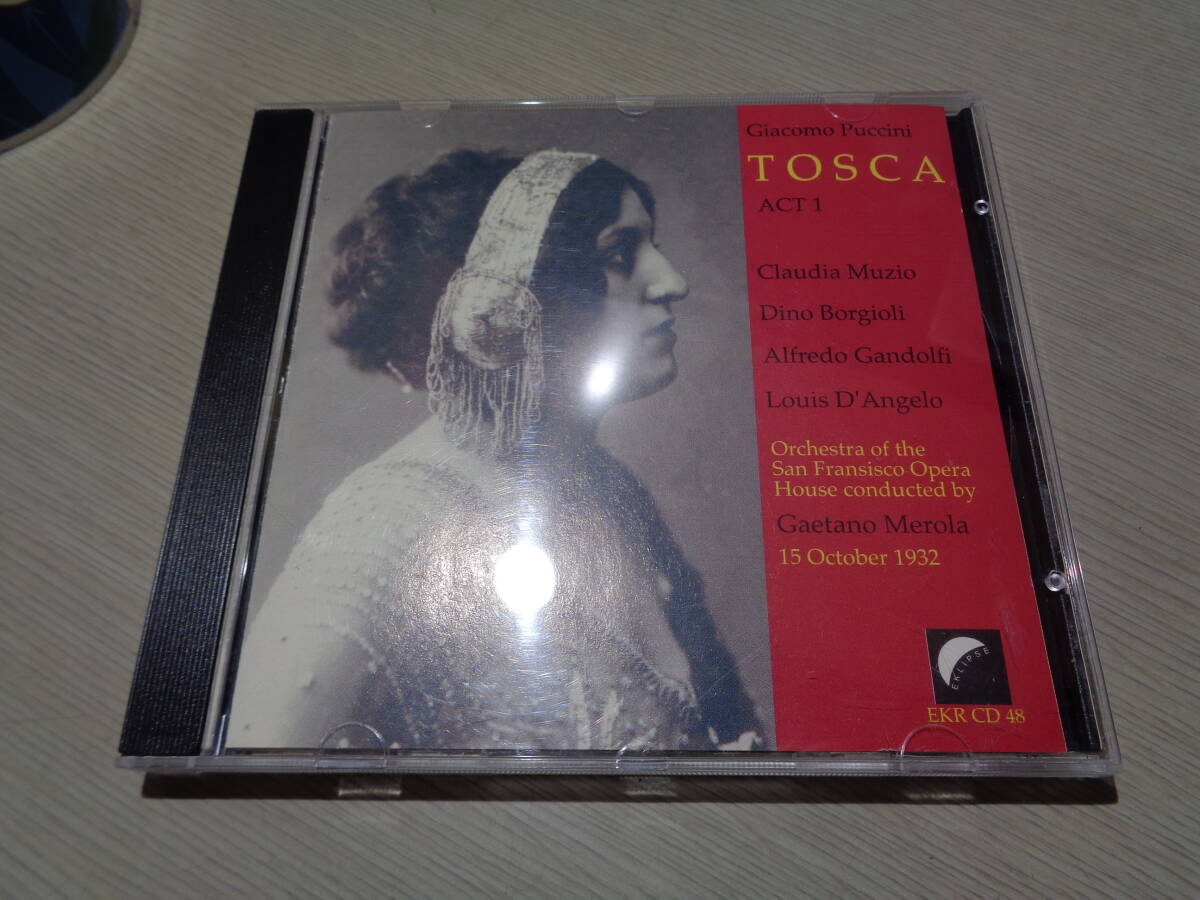 Giacomo Puccini
TOSCA
ACT 1
Claudia Muzio
Dino Borgioli
Alfredo Gandolfi
Louis D'Angelo
Orchestra of the
San Fransisco Opera
House conducted by
Gaetano Merola
15 October 1932
EKLIPSE
EKR CD 48